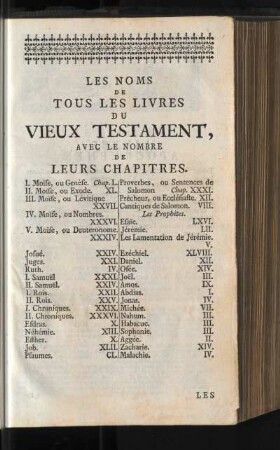 LES NOMS
DE
TOUS LES LIVRES
DU
VIEUX TESTAMENT,
AVEC LE NOMBRE
DE
LEURS CHAPITRES.
I. Moïse, ou Genèse. Chap. L.
II. Moïse, ou Exode. XL.
III. Moïse, ou Lévitique
XXVII.
IV. Moïse, ou Nombres.
XXXVI.
V. Moïse, ou Deuteronome.
XXXIV.
Josué. XXIV.
Juges. XXI.
Ruth. IV.
I. Samuël XXXI.
II. Samuël. XXIV.
I. Rois. XXII.
II. Rois. XXV.
I. Chroniques. XXIX.
II. Chroniques. XXXVI.
Esdras. X.
Néhémie. XIII.
Esther. X.
Job. XLII.
Psaumes. CL.
Proverbes, ou Sentences de
Salomon Chap. XXXI.
Prêcheur, ou Ecclésiaste. XII.
Cantiques de Salomon. VIII.
Les Prophètes.
Esaïe. LXVI.
Jérémie. LII.
Les Lamentation de Jérémie.
V.
Ezéchiel. XLVIII.
Daniel. XII.
Osée. XIV.
Joël. III.
Amos. IX.
Abdias. I.
Jonas. IV.
Michée. VII.
Nahum. III.
Habacuc. III.
Sophonie. III.
Aggée. II.
Zacharie. XIV.
Malachie. IV.
LES